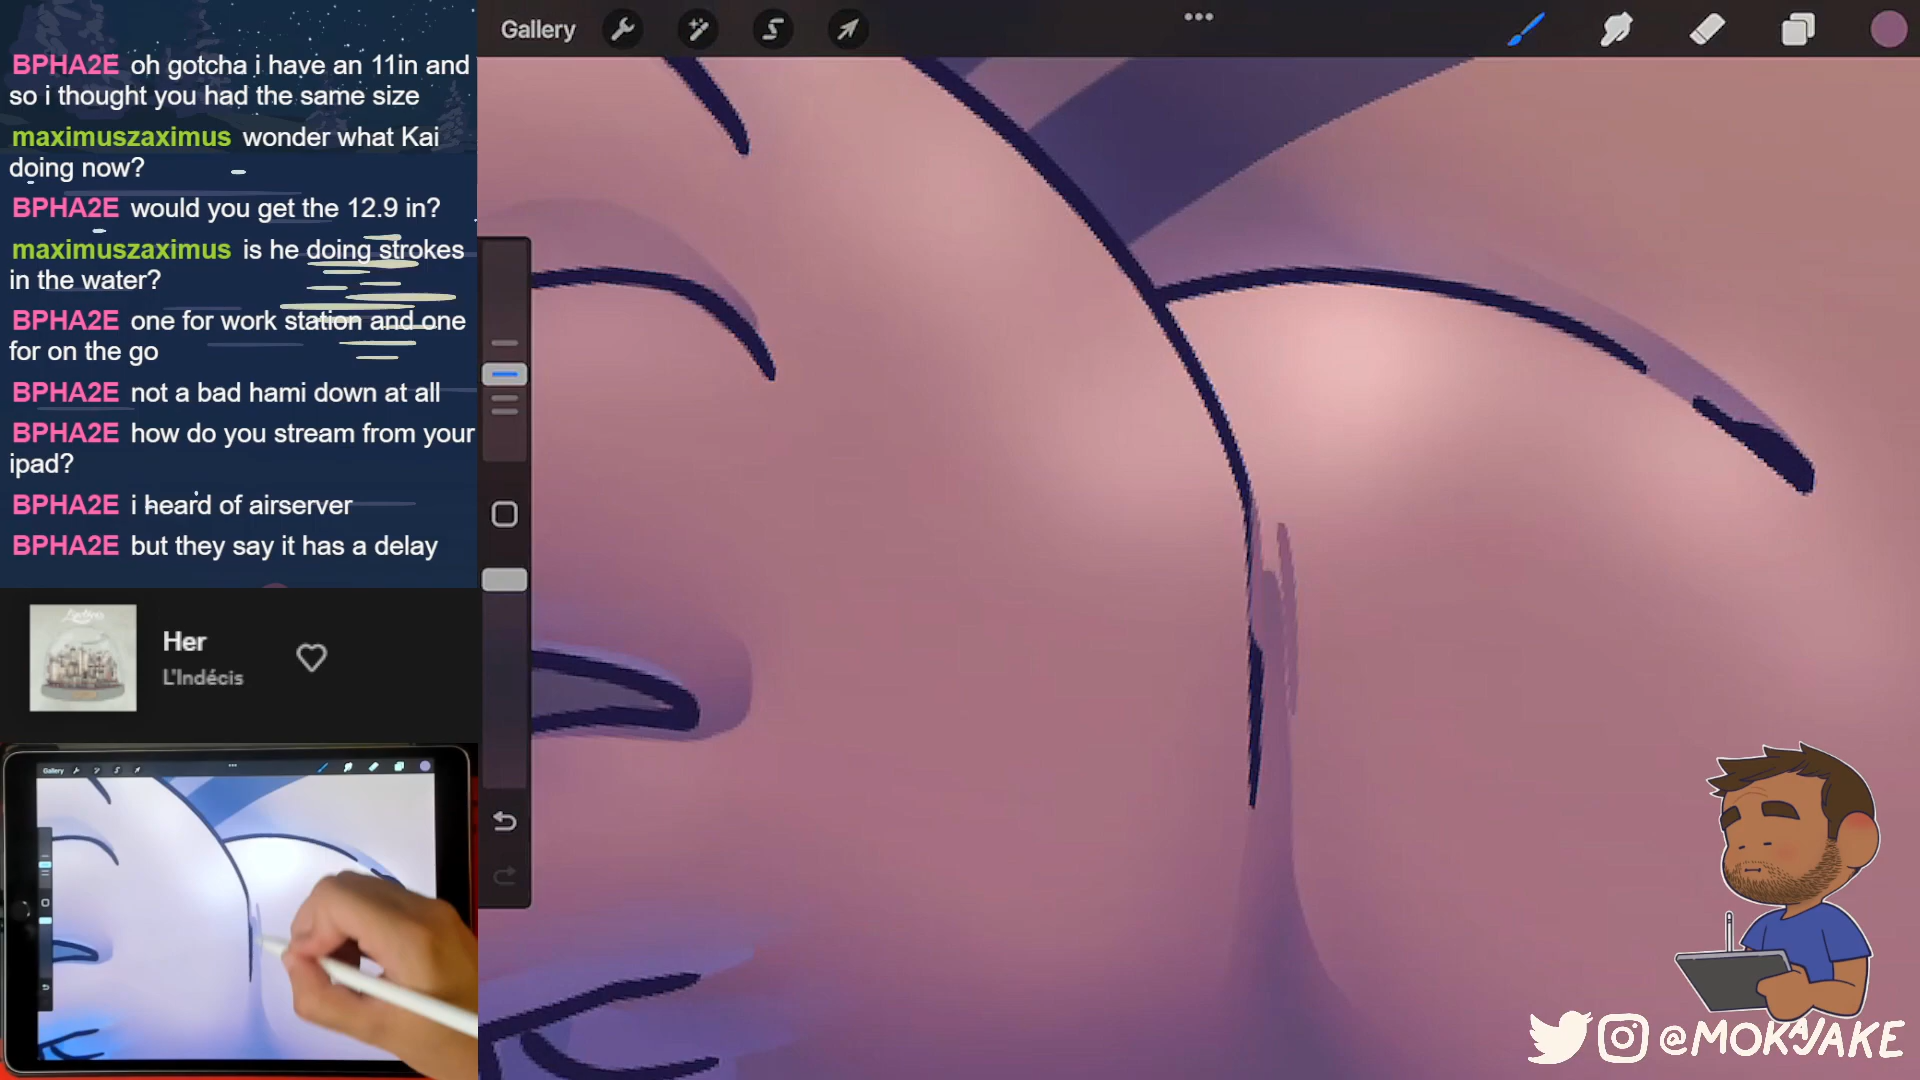 BPHA2E oh gotcha i have an 11in and
so i thought you had the same size
maximuszaximus wonder what Kai
doing now?
BPHA2E would you get the 12.9 in?
maximuszaximus is he doing strokes
in the water?
BPHA2E one for work station and one
for on the go
BPHA2E not a bad hami down at all
BPHA2E how do you stream from your
ipad?
BPHA2E i heard of airserver
BPHA2E but they say it has a delay
Her
L'Indécis
Gallery
Gallery
@MOKAJAKE